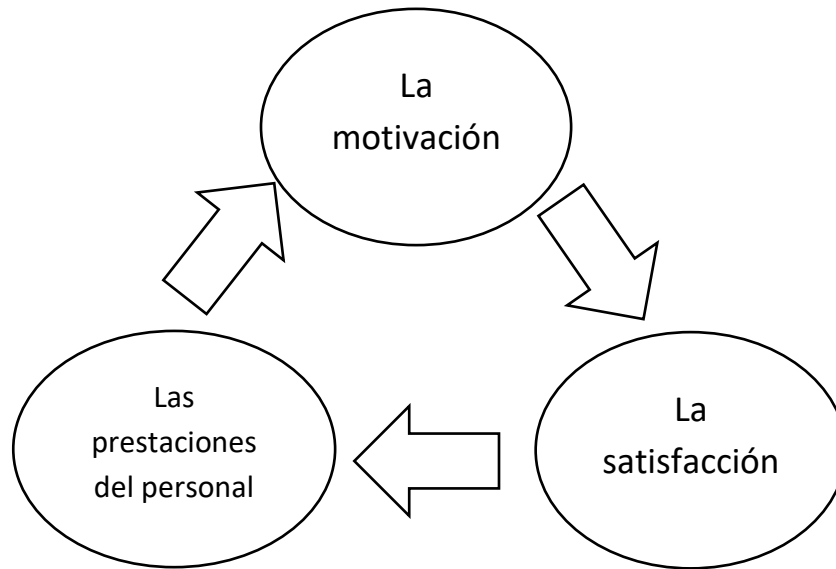 La
motivación
La
satisfacción
Las
prestaciones
del personal